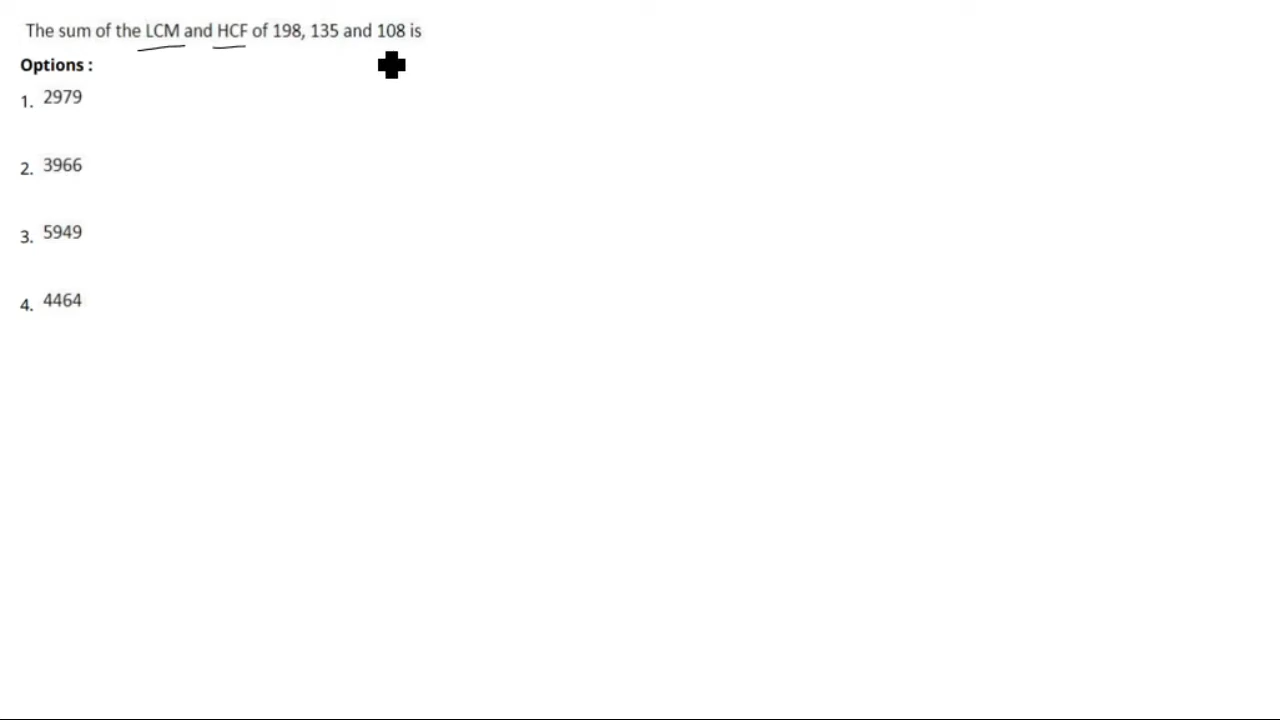 The sum of the LCM and HCF of 198, 135 and 108 is
Options :
1. 2979
2. 3966
3. 5949
4. 4464